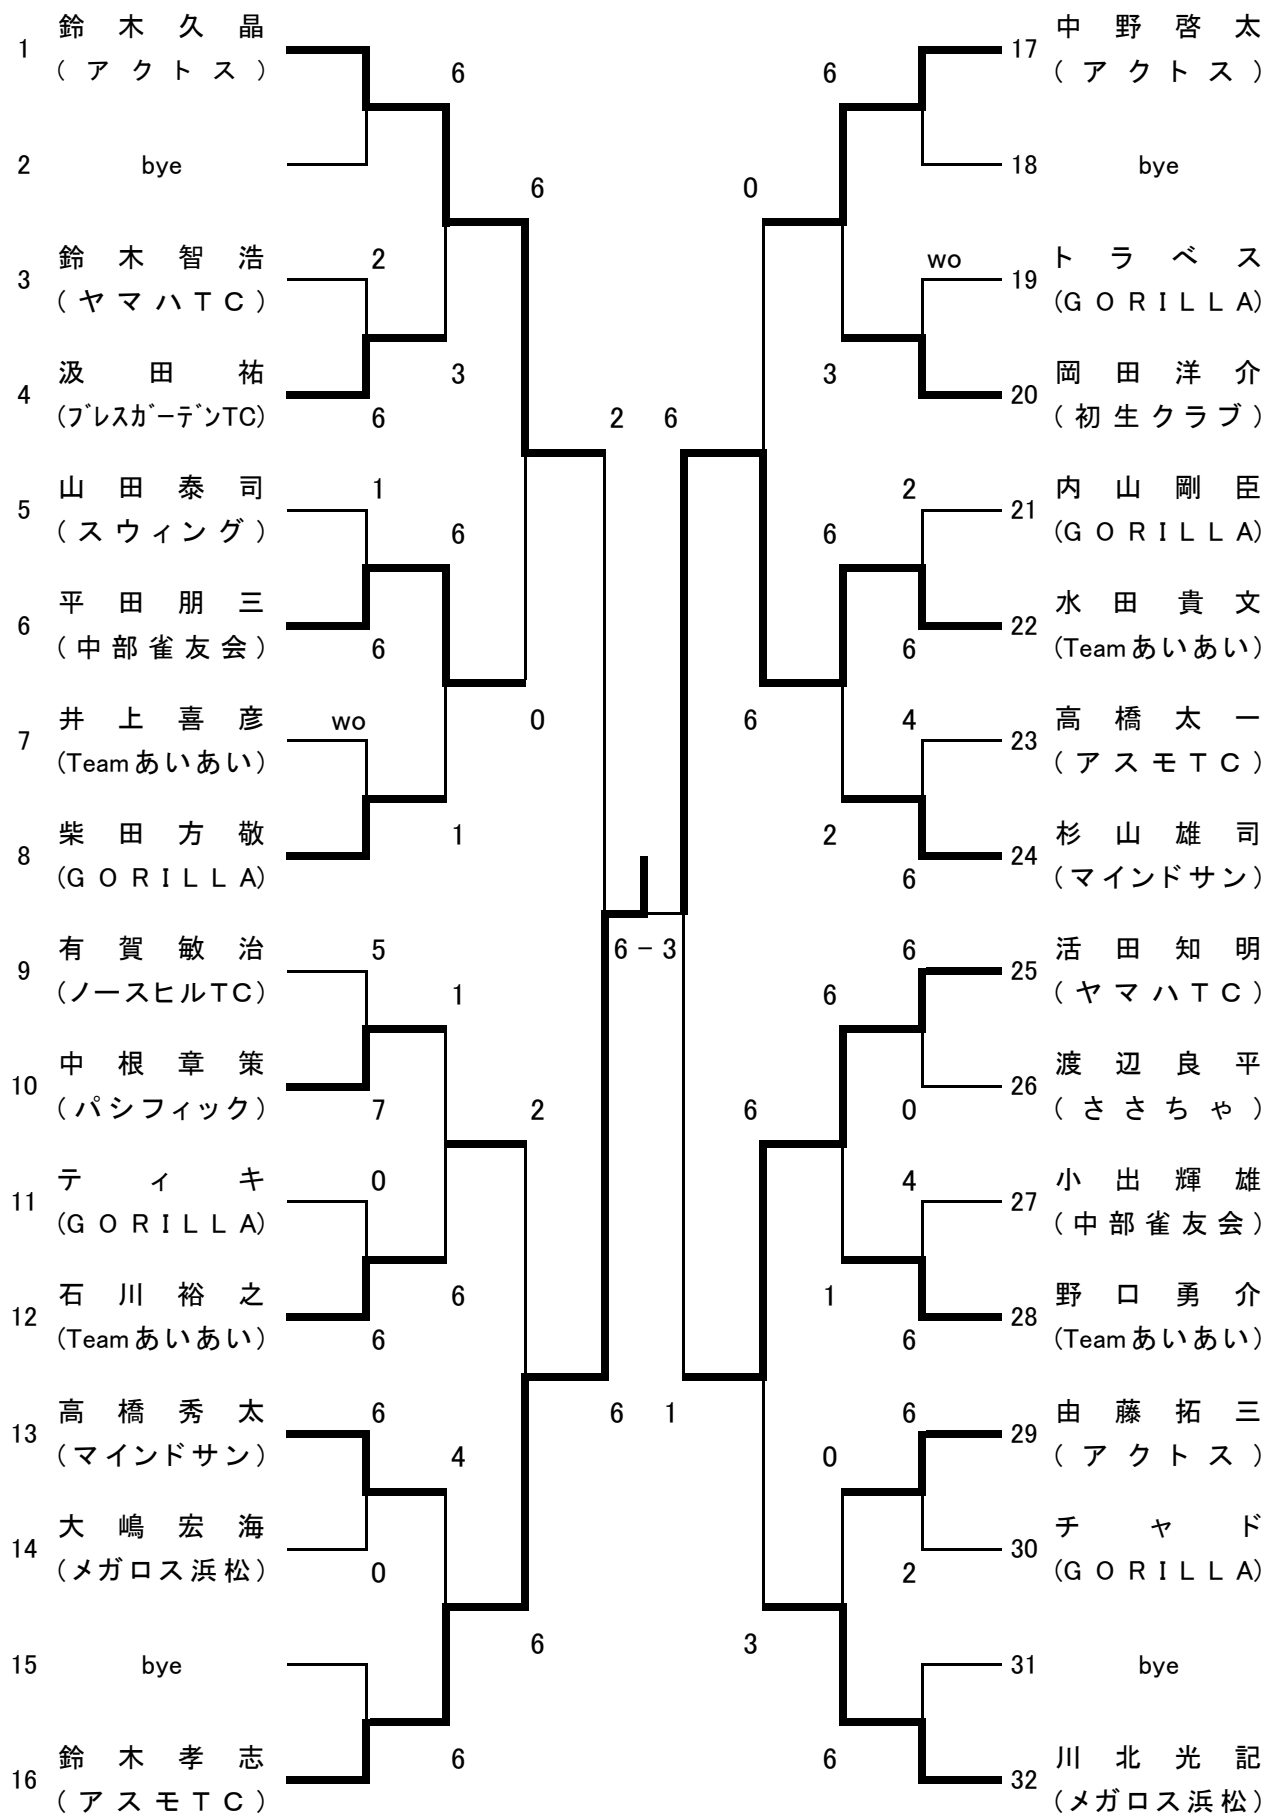 1 鈴木久晶
(アクトス)
2 bye
3 鈴木智浩
(ヤマハTC)
4 汲田祐
(ブレスガーデンTC)
5 山田泰司
(スウィング)
6 平田朋三
(中部雀友会)
7 井上喜彦
(Teamあいあい)
8 柴田方敬
(GORILLA)
9 有賀敏治
(ノースヒルTC)
10 中根章策
(パシフィック)
11 ティキ
(GORILLA)
12 石川裕之
(Teamあいあい)
13 高橋秀太
(マインドサン)
14 大嶋宏海
(メガロス浜松)
15 bye
16 鈴木孝志
(アスモTC)
2
6
1
6
wo
5
7
0
6
6
0
6
3
6
1
1
6
4
6
6
0
2
6
2
6
6 - 3
6
1
0
6
6
3
6
3
6
2
6
1
0
6
wo
2
6
4
6
6
0
4
6
6
2
17 中野啓太
(アクトス)
18 bye
19 トラベス
(GORILLA)
20 岡田洋介
(初生クラブ)
21 内山剛臣
(GORILLA)
22 水田貴文
(Teamあいあい)
23 高橋太一
(アスモTC)
24 杉山雄司
(マインドサン)
25 活田知明
(ヤマハTC)
26 渡辺良平
(ささちゃ)
27 小出輝雄
(中部雀友会)
28 野口勇介
(Teamあいあい)
29 由藤拓三
(アクトス)
30 チャド
(GORILLA)
31 bye
32 川北光記
(メガロス浜松)